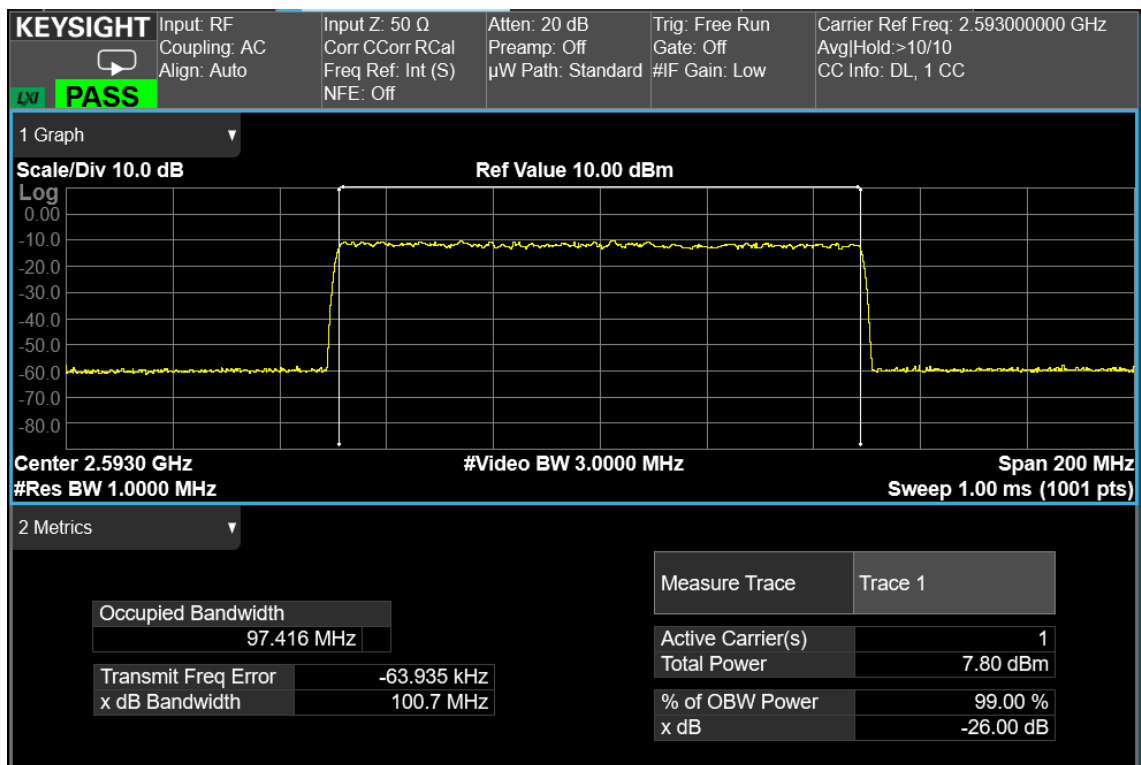 KEYSIGHT
LXI PASS
Input: RF
Coupling: AC
Align: Auto
Input Z: 50 Ω
Corr CCorr RCal
Freq Ref: Int (S)
NFE: Off
Atten: 20 dB
Preamp: Off
µW Path: Standard
Trig: Free Run
Gate: Off
#IF Gain: Low
Carrier Ref Freq: 2.593000000 GHz
Avg|Hold:>10/10
CC Info: DL, 1 CC
1 Graph
Scale/Div 10.0 dB
Ref Value 10.00 dBm
Log
0.00
-10.0
-20.0
-30.0
-40.0
-50.0
-60.0
-70.0
-80.0
Center 2.5930 GHz
#Video BW 3.0000 MHz
Span 200 MHz
#Res BW 1.0000 MHz
Sweep 1.00 ms (1001 pts)
2 Metrics
Occupied Bandwidth
97.416 MHz
Transmit Freq Error -63.935 kHz
x dB Bandwidth 100.7 MHz
Measure Trace Trace 1
Active Carrier(s) 1
Total Power 7.80 dBm
% of OBW Power 99.00 %
x dB -26.00 dB